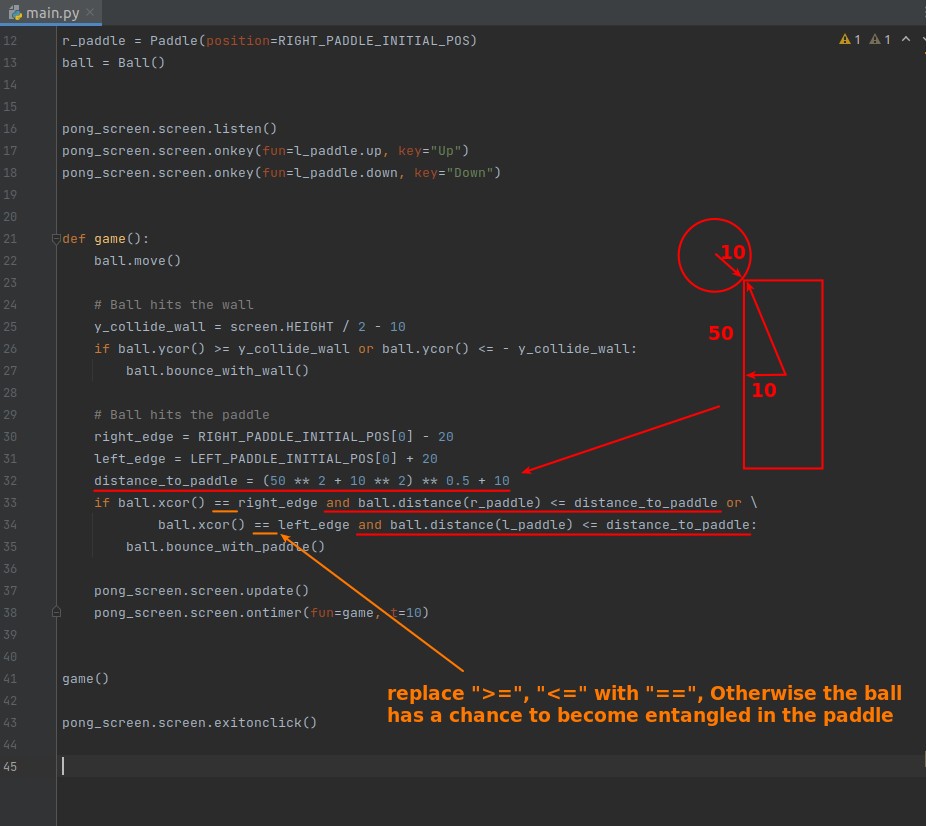 main.py
1 1
12 r_paddle = Paddle(position=RIGHT_PADDLE_INITIAL_POS)
13 ball = Ball()
14
15
16 pong_screen.screen.listen()
17 pong_screen.screen.onkey(fun=l_paddle.up, key="Up")
18 pong_screen.screen.onkey(fun=l_paddle.down, key="Down")
19
20
21 def game():
22 ball.move()
10
23
24 # Ball hits the wall
25 y_collide_wall = screen.HEIGHT / 2 - 10
50
26 if ball.ycor() >= y_collide_wall or ball.ycor() <= - y_collide_wall:
27 ball.bounce_with_wall()
10
28
29 # Ball hits the paddle
30 right_edge = RIGHT_PADDLE_INITIAL_POS[0] - 20
31 left_edge = LEFT_PADDLE_INITIAL_POS[0] + 20
32 distance_to_paddle = (50 ** 2 + 10 ** 2) ** 0.5 + 10
33 if ball.xcor() == right_edge and ball.distance(r_paddle) <= distance_to_paddle or \
34 ball.xcor() == left_edge and ball.distance(l_paddle) <= distance_to_paddle:
35 ball.bounce_with_paddle()
36
37 pong_screen.screen.update()
38 pong_screen.screen.ontimer(fun=game, t=10)
39
40
41 game()
42
43 pong_screen.screen.exitonclick()
44
45
replace ">=", "<=" with "==", Otherwise the ball
has a chance to become entangled in the paddle